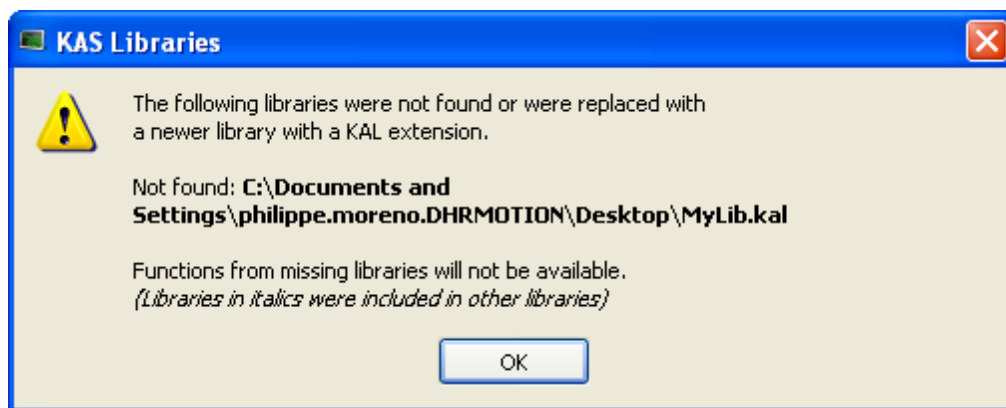 KAS Libraries
The following libraries were not found or were replaced with
a newer library with a KAL extension.
Not found: C:\Documents and
Settings\philippe.moreno.DHRMOTION\Desktop\MyLib.kal
Functions from missing libraries will not be available.
(Libraries in italics were included in other libraries)
OK